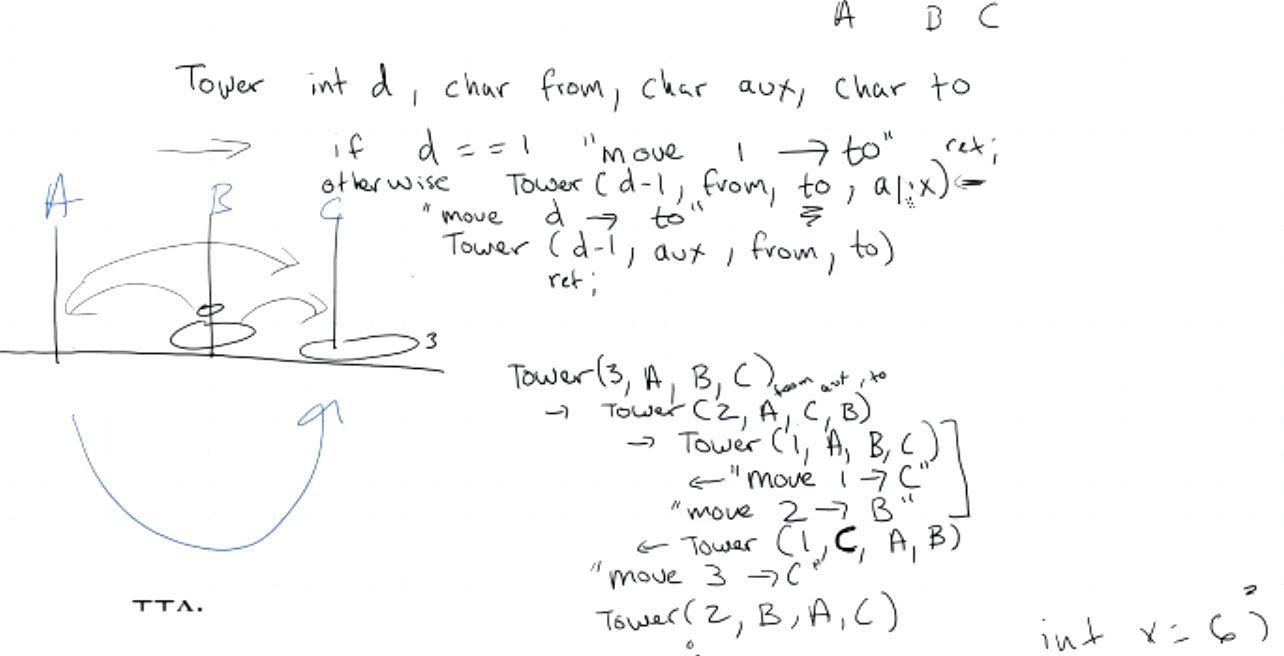 A B C
Tower int d, char from, char aux, char to
if d == 1 "move 1 → to" ret;
otherwise Tower (d-1, from, to, aux) ←
"move d → to"
Tower (d-1, aux, from, to)
ret;
A B C
3
Tower(3, A, B, C) from, aux, to
→ Tower (2, A, C, B)
→ Tower (1, A, B, C)
← "move 1 → C"
"move 2 → B"
← Tower (1, C, A, B)
"move 3 → C"
Tower(2, B, A, C)
int x = 6;